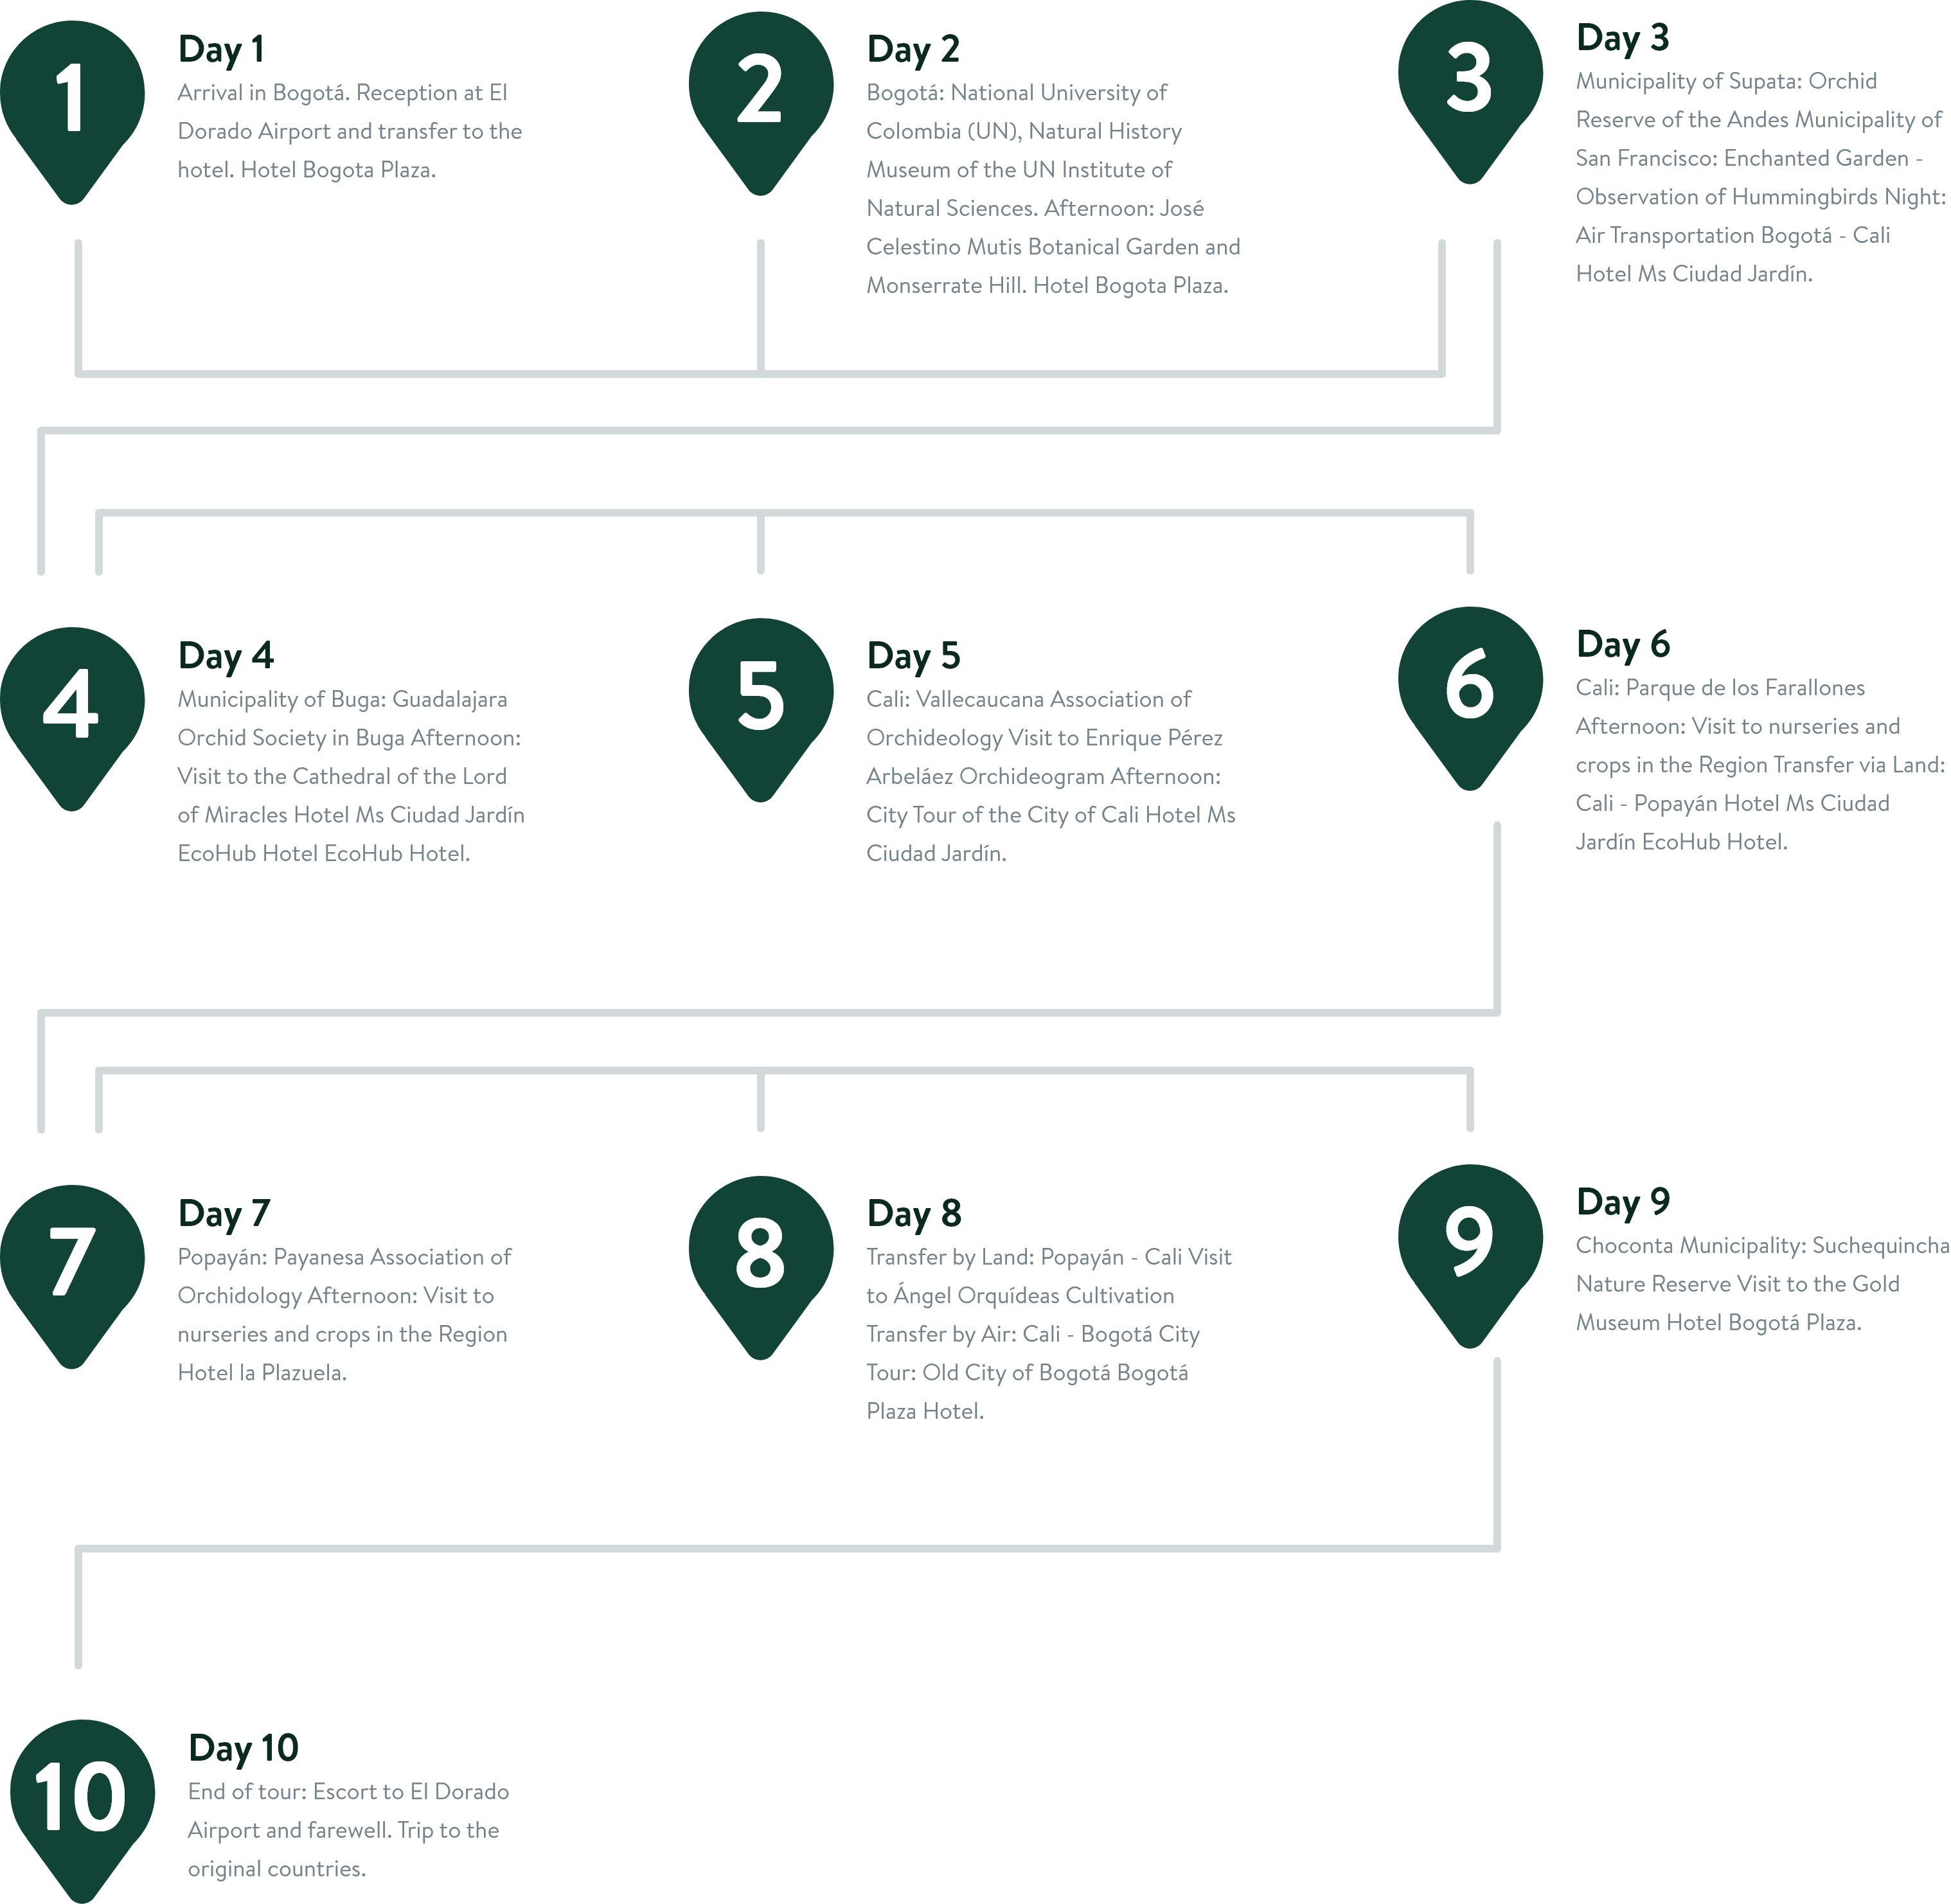 1
Day 1
Arrival in Bogotá. Reception at El
Dorado Airport and transfer to the
hotel. Hotel Bogota Plaza.
2
Day 2
Bogotá: National University of
Colombia (UN), Natural History
Museum of the UN Institute of
Natural Sciences. Afternoon: José
Celestino Mutis Botanical Garden and
Monserrate Hill. Hotel Bogota Plaza.
3
Day 3
Municipality of Supata: Orchid
Reserve of the Andes Municipality of
San Francisco: Enchanted Garden -
Observation of Hummingbirds Night:
Air Transportation Bogotá - Cali
Hotel Ms Ciudad Jardín.
4
Day 4
Municipality of Buga: Guadalajara
Orchid Society in Buga Afternoon:
Visit to the Cathedral of the Lord
of Miracles Hotel Ms Ciudad Jardín
EcoHub Hotel EcoHub Hotel.
5
Day 5
Cali: Vallecaucana Association of
Orchideology Visit to Enrique Pérez
Arbeláez Orchideogram Afternoon:
City Tour of the City of Cali Hotel Ms
Ciudad Jardín.
6
Day 6
Cali: Parque de los Farallones
Afternoon: Visit to nurseries and
crops in the Region Transfer via Land:
Cali - Popayán Hotel Ms Ciudad
Jardín EcoHub Hotel.
7
Day 7
Popayán: Payanesa Association of
Orchidology Afternoon: Visit to
nurseries and crops in the Region
Hotel la Plazuela.
8
Day 8
Transfer by Land: Popayán - Cali Visit
to Ángel Orquídeas Cultivation
Transfer by Air: Cali - Bogotá City
Tour: Old City of Bogotá Bogotá
Plaza Hotel.
9
Day 9
Choconta Municipality: Suchequincha
Nature Reserve Visit to the Gold
Museum Hotel Bogotá Plaza.
10
Day 10
End of tour: Escort to El Dorado
Airport and farewell. Trip to the
original countries.